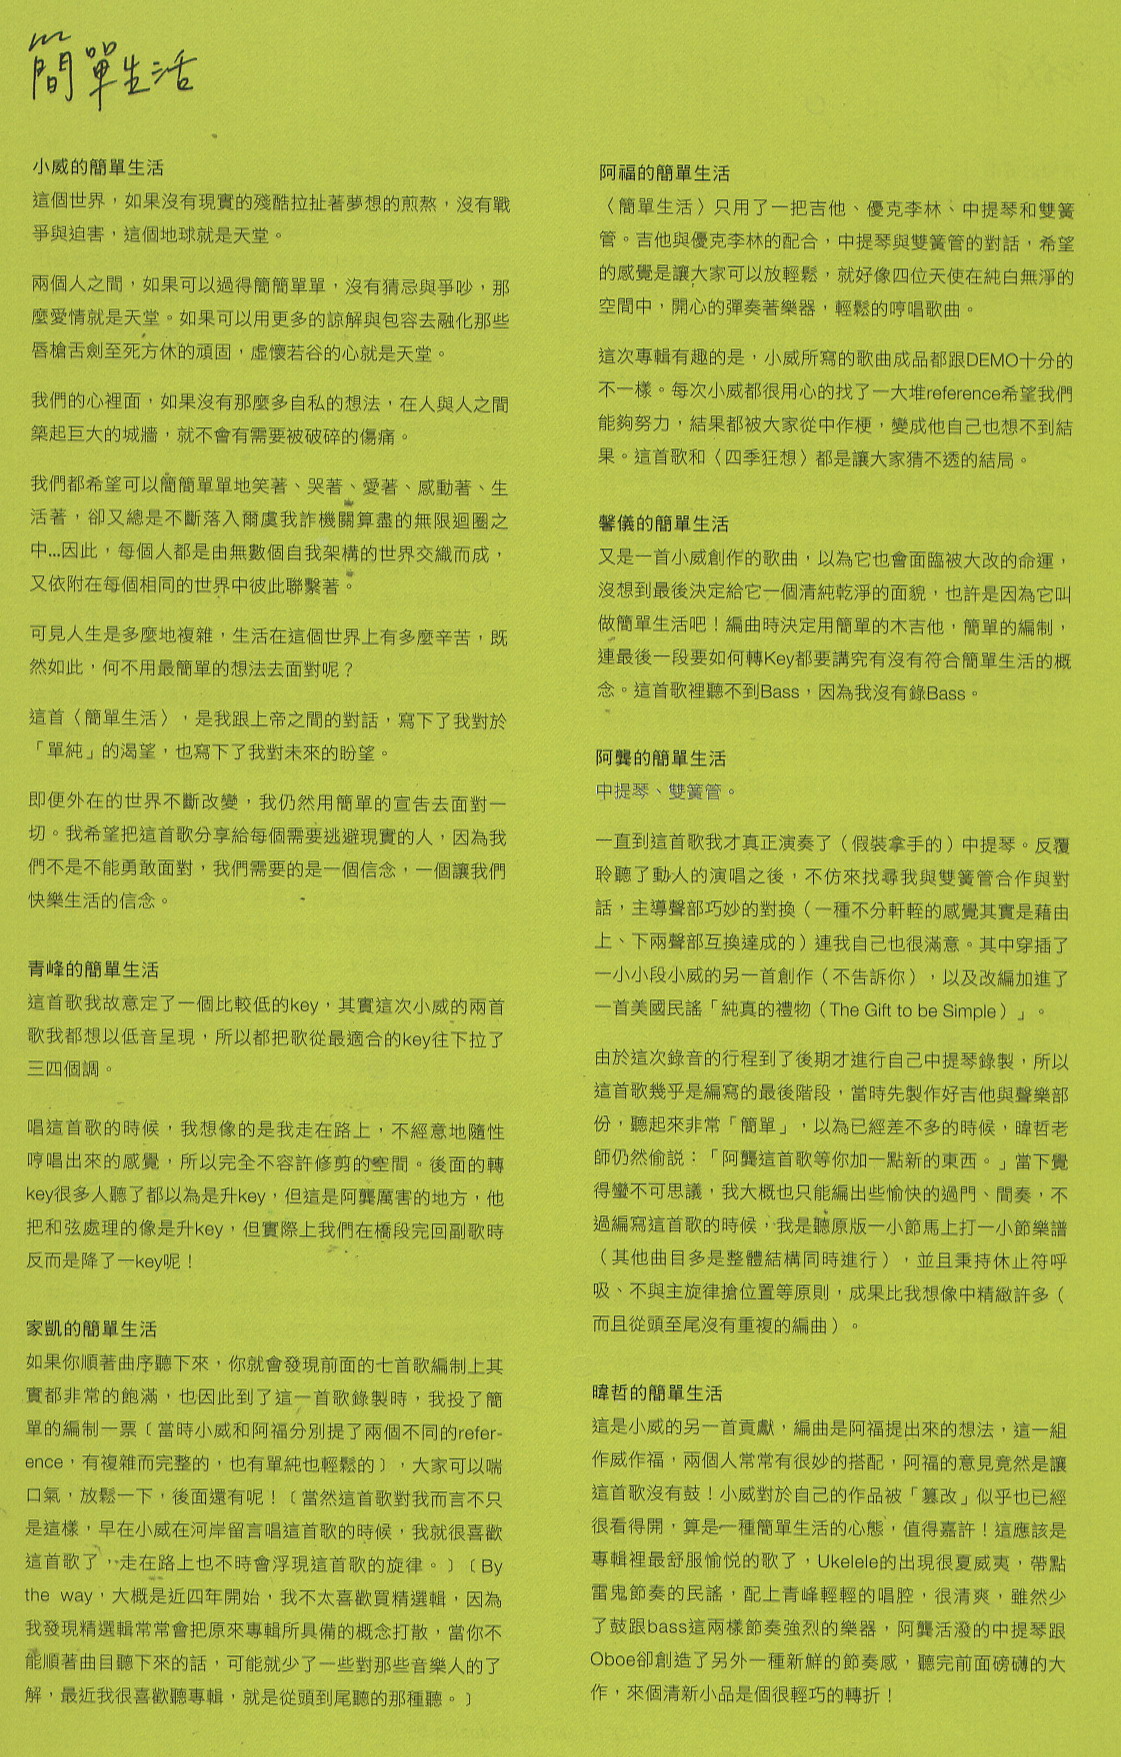 簡單生活
小威的簡單生活
這個世界，如果沒有現實的殘酷拉扯著夢想的煎熬，沒有戰
爭與迫害，這個地球就是天堂。
兩個人之間，如果可以過得簡簡單單，沒有猜忌與爭吵，那
麼愛情就是天堂。如果可以用更多的諒解與包容去融化那些
唇槍舌劍至死方休的頑固，虛懷若谷的心就是天堂。
我們的心裡面，如果沒有那麼多自私的想法，在人與人之間
築起巨大的城牆，就不會有需要被破碎的傷痛。
我們都希望可以簡簡單單地笑著、哭著、愛著、感動著、生
活著，卻又總是不斷落入爾虞我詐機關算盡的無限迴圈之
中...因此，每個人都是由無數個自我架構的世界交織而成，
又依附在每個相同的世界中彼此聯繫著。
可見人生是多麼地複雜，生活在這個世界上有多麼辛苦，既
然如此，何不用最簡單的想法去面對呢？
這首〈簡單生活〉，是我跟上帝之間的對話，寫下了我對於
「單純」的渴望，也寫下了我對未來的盼望。
即便外在的世界不斷改變，我仍然用簡單的宣告去面對一
切。我希望把這首歌分享給每個需要逃避現實的人，因為我
們不是不能勇敢面對，我們需要的是一個信念，一個讓我們
快樂生活的信念。
青峰的簡單生活
這首歌我故意定了一個比較低的key，其實這次小威的兩首
歌我都想以低音呈現，所以都把歌從最適合的key往下拉了
三四個調。
唱這首歌的時候，我想像的是我走在路上，不經意地隨性
哼唱出來的感覺，所以完全不容許修剪的空間。後面的轉
key很多人聽了都以為是升key，但這是阿龔厲害的地方，他
把和弦處理的像是升key，但實際上我們在橋段完回副歌時
反而是降了一key呢！
家凱的簡單生活
如果你順著曲序聽下來，你就會發現前面的七首歌編制上其
實都非常的飽滿，也因此到了這一首歌錄製時，我投了簡
單的編制一票〔當時小威和阿福分別提了兩個不同的refer-
ence，有複雜而完整的，也有單純也輕鬆的〕，大家可以喘
口氣，放鬆一下，後面還有呢！〔當然這首歌對我而言不只
是這樣，早在小威在河岸留言唱這首歌的時候，我就很喜歡
這首歌了，走在路上也不時會浮現這首歌的旋律。〕〔By
the way，大概是近四年開始，我不太喜歡買精選輯，因為
我發現精選輯常常會把原來專輯所具備的概念打散，當你不
能順著曲目聽下來的話，可能就少了一些對那些音樂人的了
解，最近我很喜歡聽專輯，就是從頭到尾聽的那種聽。〕
阿福的簡單生活
〈簡單生活〉只用了一把吉他、優克李林、中提琴和雙簧
管。吉他與優克李林的配合，中提琴與雙簧管的對話，希望
的感覺是讓大家可以放輕鬆，就好像四位天使在純白無淨的
空間中，開心的彈奏著樂器，輕鬆的哼唱歌曲。
這次專輯有趣的是，小威所寫的歌曲成品都跟DEMO十分的
不一樣。每次小威都很用心的找了一大堆reference希望我們
能夠努力，結果都被大家從中作梗，變成他自己也想不到結
果。這首歌和〈四季狂想〉都是讓大家猜不透的結局。
馨儀的簡單生活
又是一首小威創作的歌曲，以為它也會面臨被大改的命運，
沒想到最後決定給它一個清純乾淨的面貌，也許是因為它叫
做簡單生活吧！編曲時決定用簡單的木吉他，簡單的編制，
連最後一段要如何轉Key都要講究有沒有符合簡單生活的概
念。這首歌裡聽不到Bass，因為我沒有錄Bass。
阿龔的簡單生活
中提琴、雙簧管。
一直到這首歌我才真正演奏了（假裝拿手的）中提琴。反覆
聆聽了動人的演唱之後，不仿來找尋我與雙簧管合作與對
話，主導聲部巧妙的對換（一種不分軒輊的感覺其實是藉由
上、下兩聲部互換達成的）連我自己也很滿意。其中穿插了
一小小段小威的另一首創作（不告訴你），以及改編加進了
一首美國民謠「純真的禮物（The Gift to be Simple）」。
由於這次錄音的行程到了後期才進行自己中提琴錄製，所以
這首歌幾乎是編寫的最後階段，當時先製作好吉他與聲樂部
份，聽起來非常「簡單」，以為已經差不多的時候，暐哲老
師仍然偷說：「阿龔這首歌等你加一點新的東西。」當下覺
得蠻不可思議，我大概也只能編出些愉快的過門、間奏，不
過編寫這首歌的時候，我是聽原版一小節馬上打一小節樂譜
（其他曲目多是整體結構同時進行），並且秉持休止符呼
吸、不與主旋律搶位置等原則，成果比我想像中精緻許多（
而且從頭至尾沒有重複的編曲）。
暐哲的簡單生活
這是小威的另一首貢獻，編曲是阿福提出來的想法，這一組
作威作福，兩個人常常有很妙的搭配，阿福的意見竟然是讓
這首歌沒有鼓！小威對於自己的作品被「篡改」似乎也已經
很看得開，算是一種簡單生活的心態，值得嘉許！這應該是
專輯裡最舒服愉悅的歌了，Ukelele的出現很夏威夷，帶點
雷鬼節奏的民謠，配上青峰輕輕的唱腔，很清爽，雖然少
了鼓跟bass這兩樣節奏強烈的樂器，阿龔活潑的中提琴跟
Oboe卻創造了另外一種新鮮的節奏感，聽完前面磅礡的大
作，來個清新小品是個很輕巧的轉折！